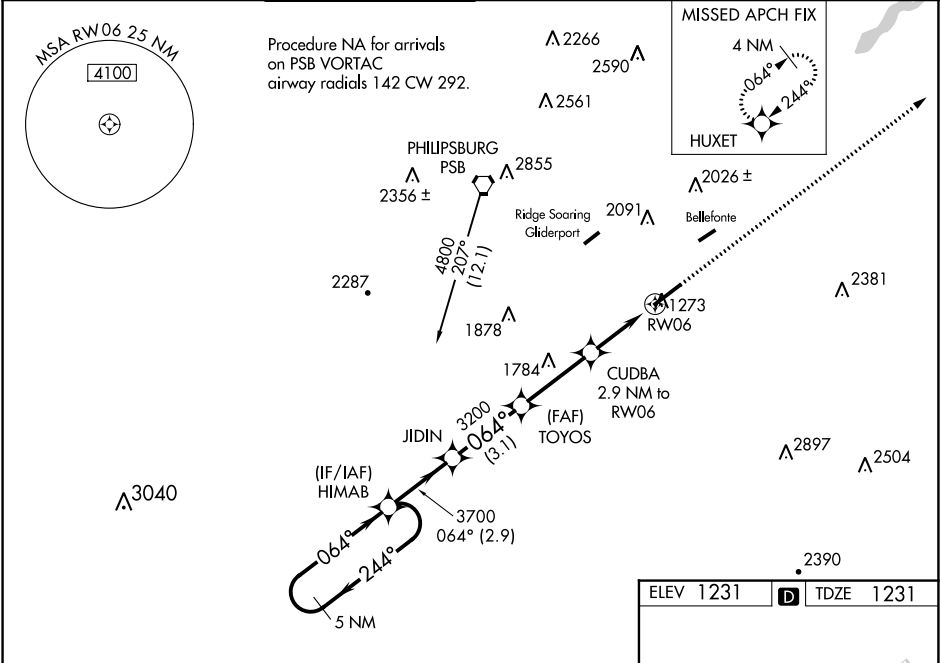 MSA RW06 25 NM
4100
Procedure NA for arrivals
on PSB VORTAC
airway radials 142 CW 292.
2266
2590
2561
MISSED APCH FIX
4 NM
064°
244°
HUXET
PHILIPSBURG
PSB
2855
2356 ±
2026 ±
Ridge Soaring
Gliderport
2091
Bellefonte
4800
207°
(12.1)
2287
2381
1273
RW06
1878
1784
CUDBA
2.9 NM to
RW06
3200
064°
(3.1)
(FAF)
TOYOS
JIDIN
2897
2504
(IF/IAF)
HIMAB
3040
3700
064° (2.9)
064°
244°
5 NM
2390
ELEV 1231
D
TDZE 1231